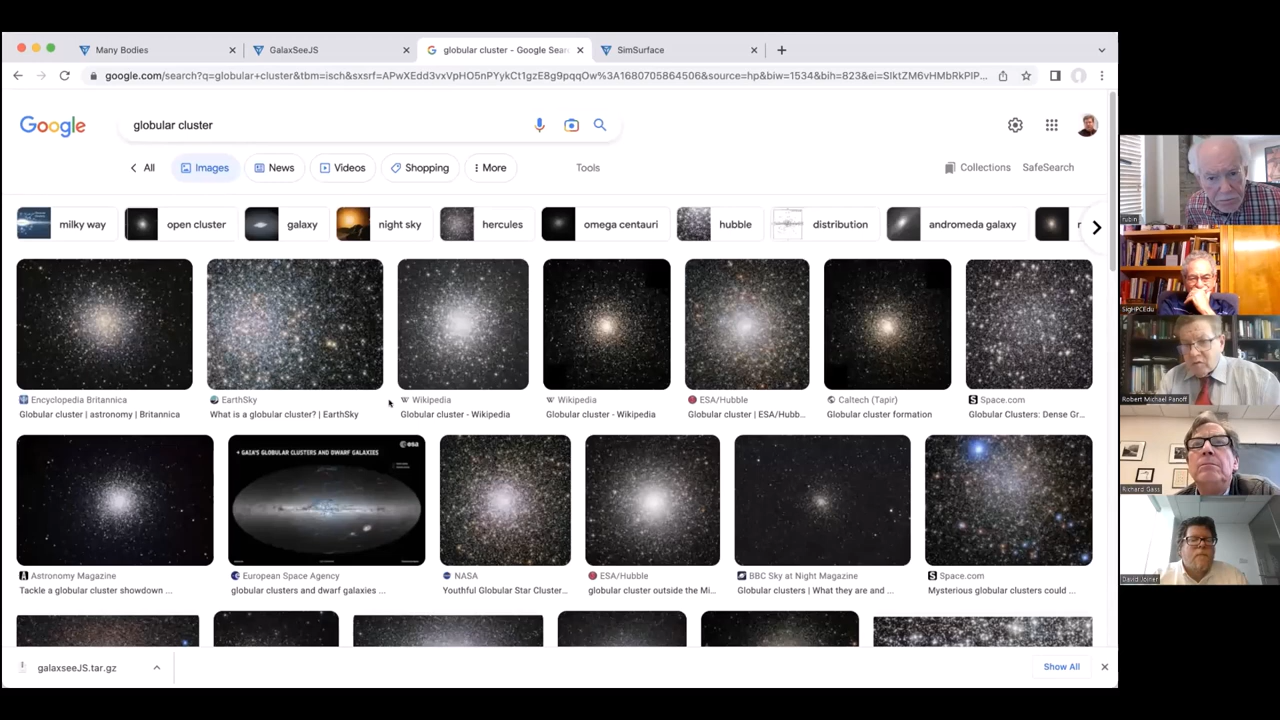 Many Bodies
GalaxSeeJS
globular cluster - Google Sear
SimSurface
google.com/search?q=globular+cluster&tbm=isch&sxsrf=APwXEdd3vxVpHO5nPYykCt1gzE8g9pqqOw%3A1680705864506&source=hp&biw=1534&bih=823&ei=SlktZM6vHMbRkPIP...
Google
globular cluster
All
Images
News
Videos
Shopping
More
Tools
Collections
SafeSearch
milky way
open cluster
galaxy
night sky
hercules
omega centauri
hubble
distribution
andromeda galaxy
rubin
SigHPCEdu
Robert Michael Panoff
Richard Gass
David Joiner
Encyclopedia Britannica
Globular cluster | astronomy | Britannica
EarthSky
What is a globular cluster? | EarthSky
Wikipedia
Globular cluster - Wikipedia
Wikipedia
Globular cluster - Wikipedia
ESA/Hubble
Globular cluster | ESA/Hubb...
Caltech (Tapir)
Globular cluster formation
Space.com
Globular Clusters: Dense Gr...
esa
GAIA'S GLOBULAR CLUSTERS AND DWARF GALAXIES
Astronomy Magazine
Tackle a globular cluster showdown ...
European Space Agency
globular clusters and dwarf galaxies ...
NASA
Youthful Globular Star Cluster...
ESA/Hubble
globular cluster outside the Mi...
BBC Sky at Night Magazine
Globular clusters | What they are and ...
Space.com
Mysterious globular clusters could ...
galaxseeJS.tar.gz
Show All